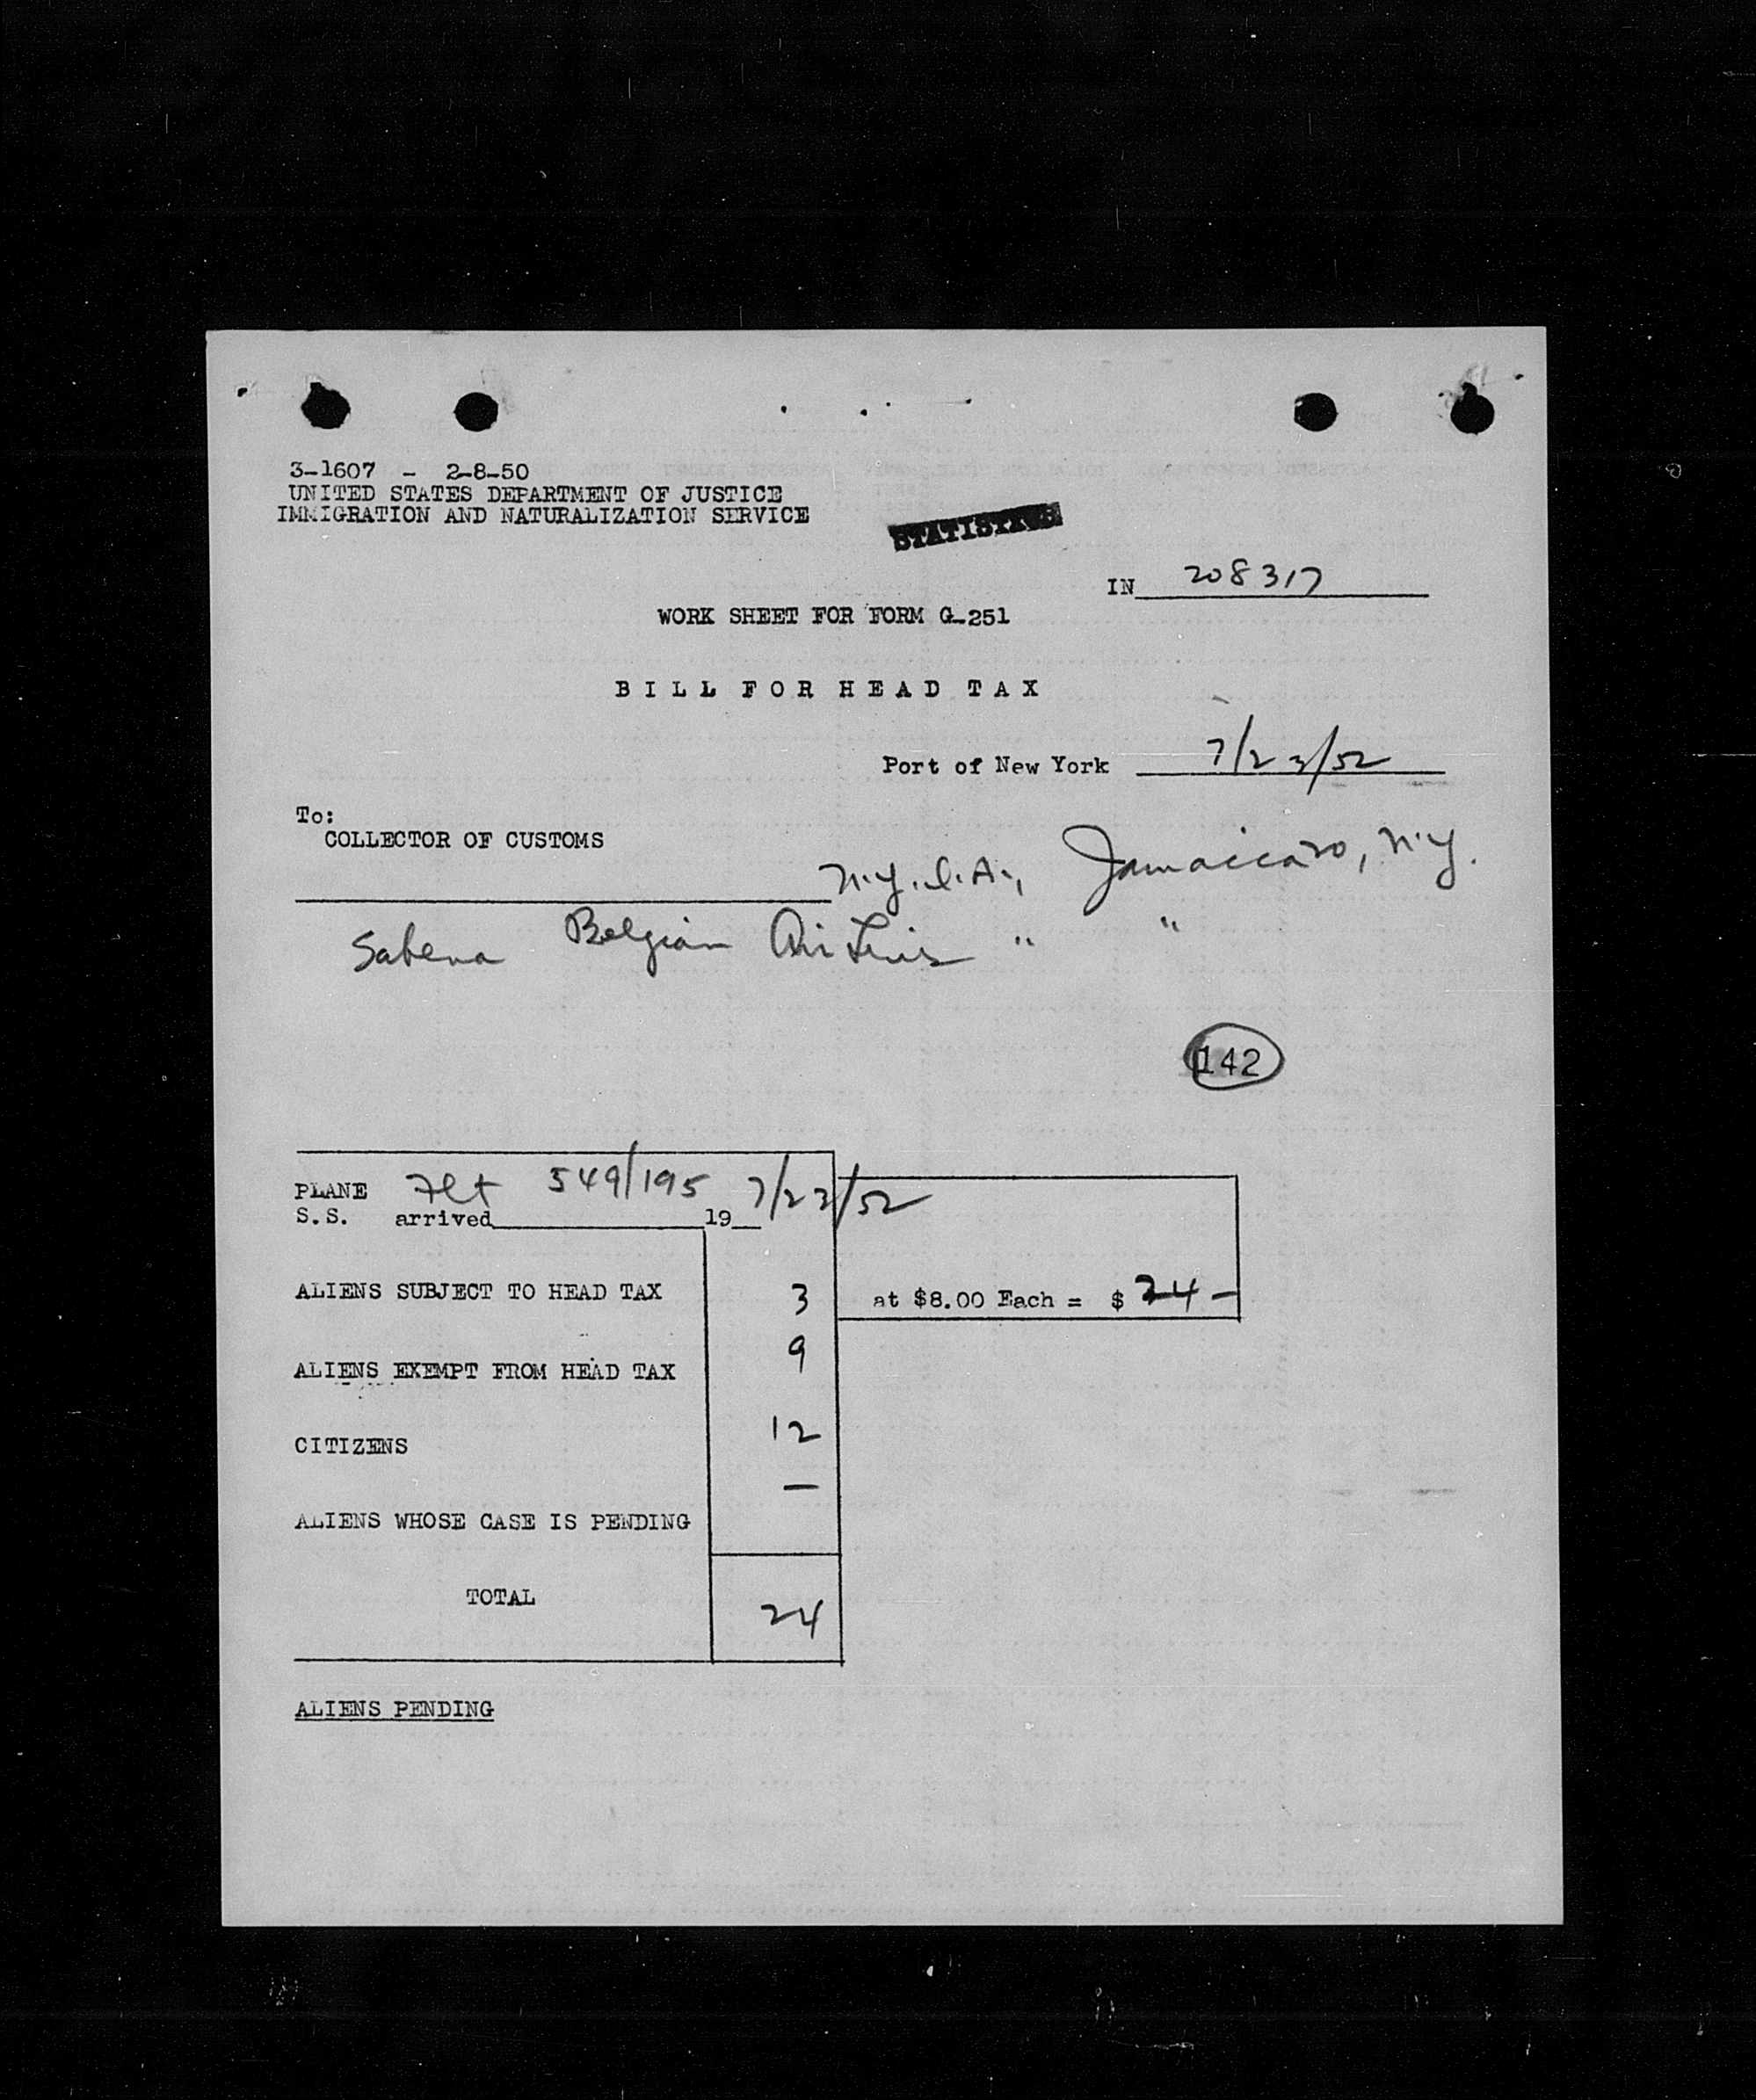 3-1607 - 2-8-50
UNITED STATES DEPARTMENT OF JUSTICE
IMMIGRATION AND NATURALIZATION SERVICE
STATISTICS
IN 208317
WORK SHEET FOR FORM G-251
BILL FOR HEAD TAX
Port of New York 7/23/52
To:
COLLECTOR OF CUSTOMS
N.Y.I.A., N.Y.
Sabena Belgian Air Lines " "
142
PLANE Flt 549/195 7/23/52
S.S. arrived 19
ALIENS SUBJECT TO HEAD TAX 3 at $8.00 Each = $ 24 —
ALIENS EXEMPT FROM HEAD TAX 9
CITIZENS 12
—
ALIENS WHOSE CASE IS PENDING
TOTAL 24
ALIENS PENDING